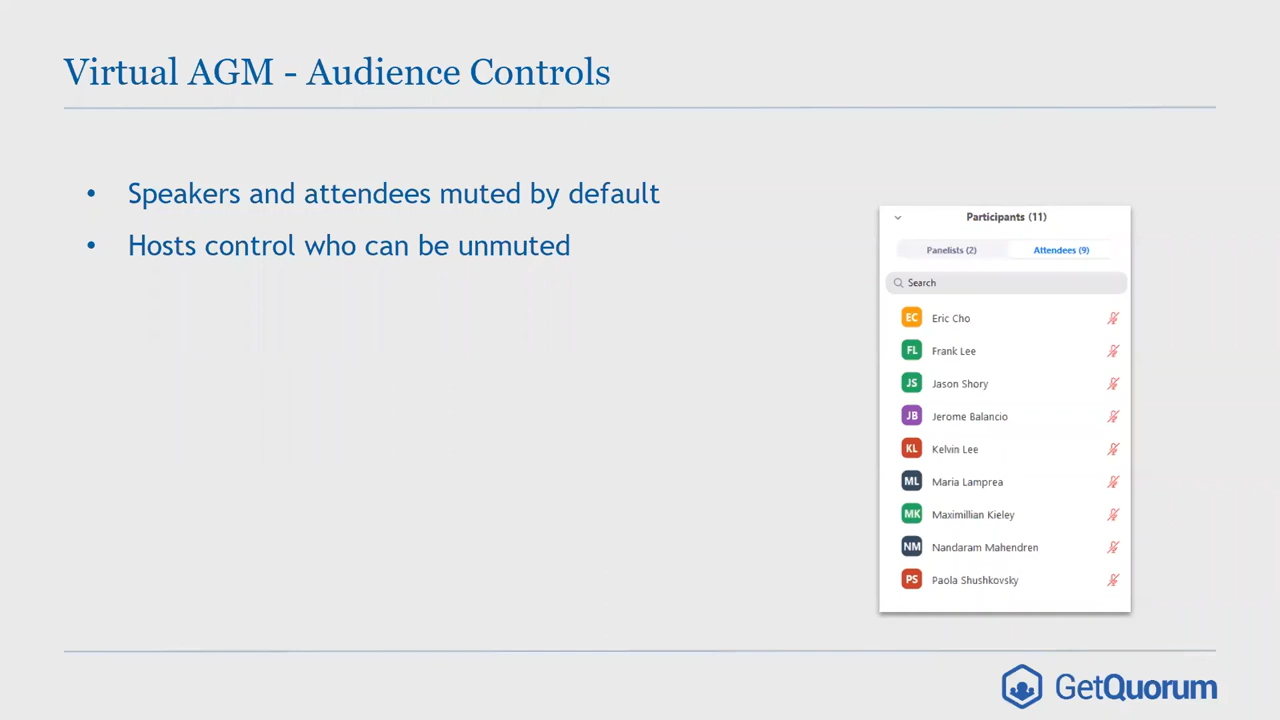 Virtual AGM - Audience Controls
• Speakers and attendees muted by default
• Hosts control who can be unmuted
Participants (11)
Panelists (2) Attendees (9)
Search
EC Eric Cho
FL Frank Lee
JS Jason Shory
JB Jerome Balancio
KL Kelvin Lee
ML Maria Lamprea
MK Maximillian Kieley
NM Nandaram Mahendren
PS Paola Shushkovsky
GetQuorum